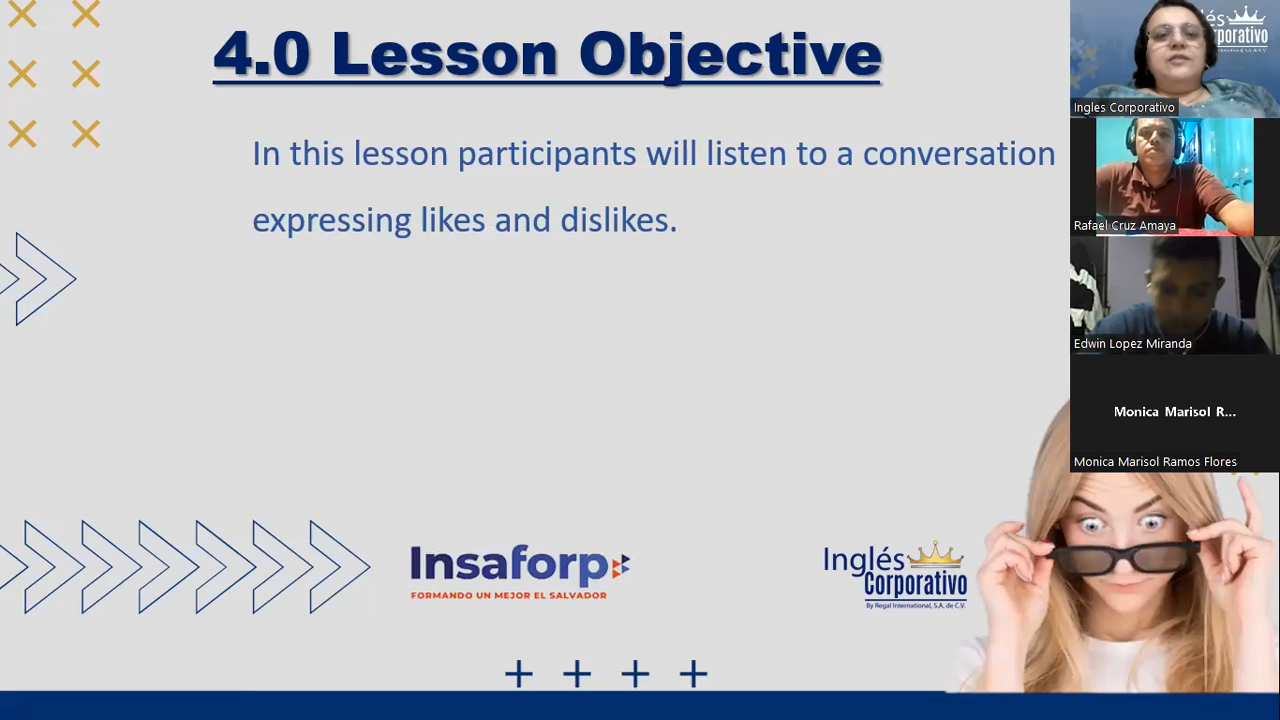 4.0 Lesson Objective
In this lesson participants will listen to a conversation
expressing likes and dislikes.
Insaforp
FORMANDO UN MEJOR EL SALVADOR
Inglés
Corporativo
By Regal International, S.A. de C.V.
Ingles Corporativo
Rafael Cruz Amaya
Edwin Lopez Miranda
Monica Marisol R...
Monica Marisol Ramos Flores